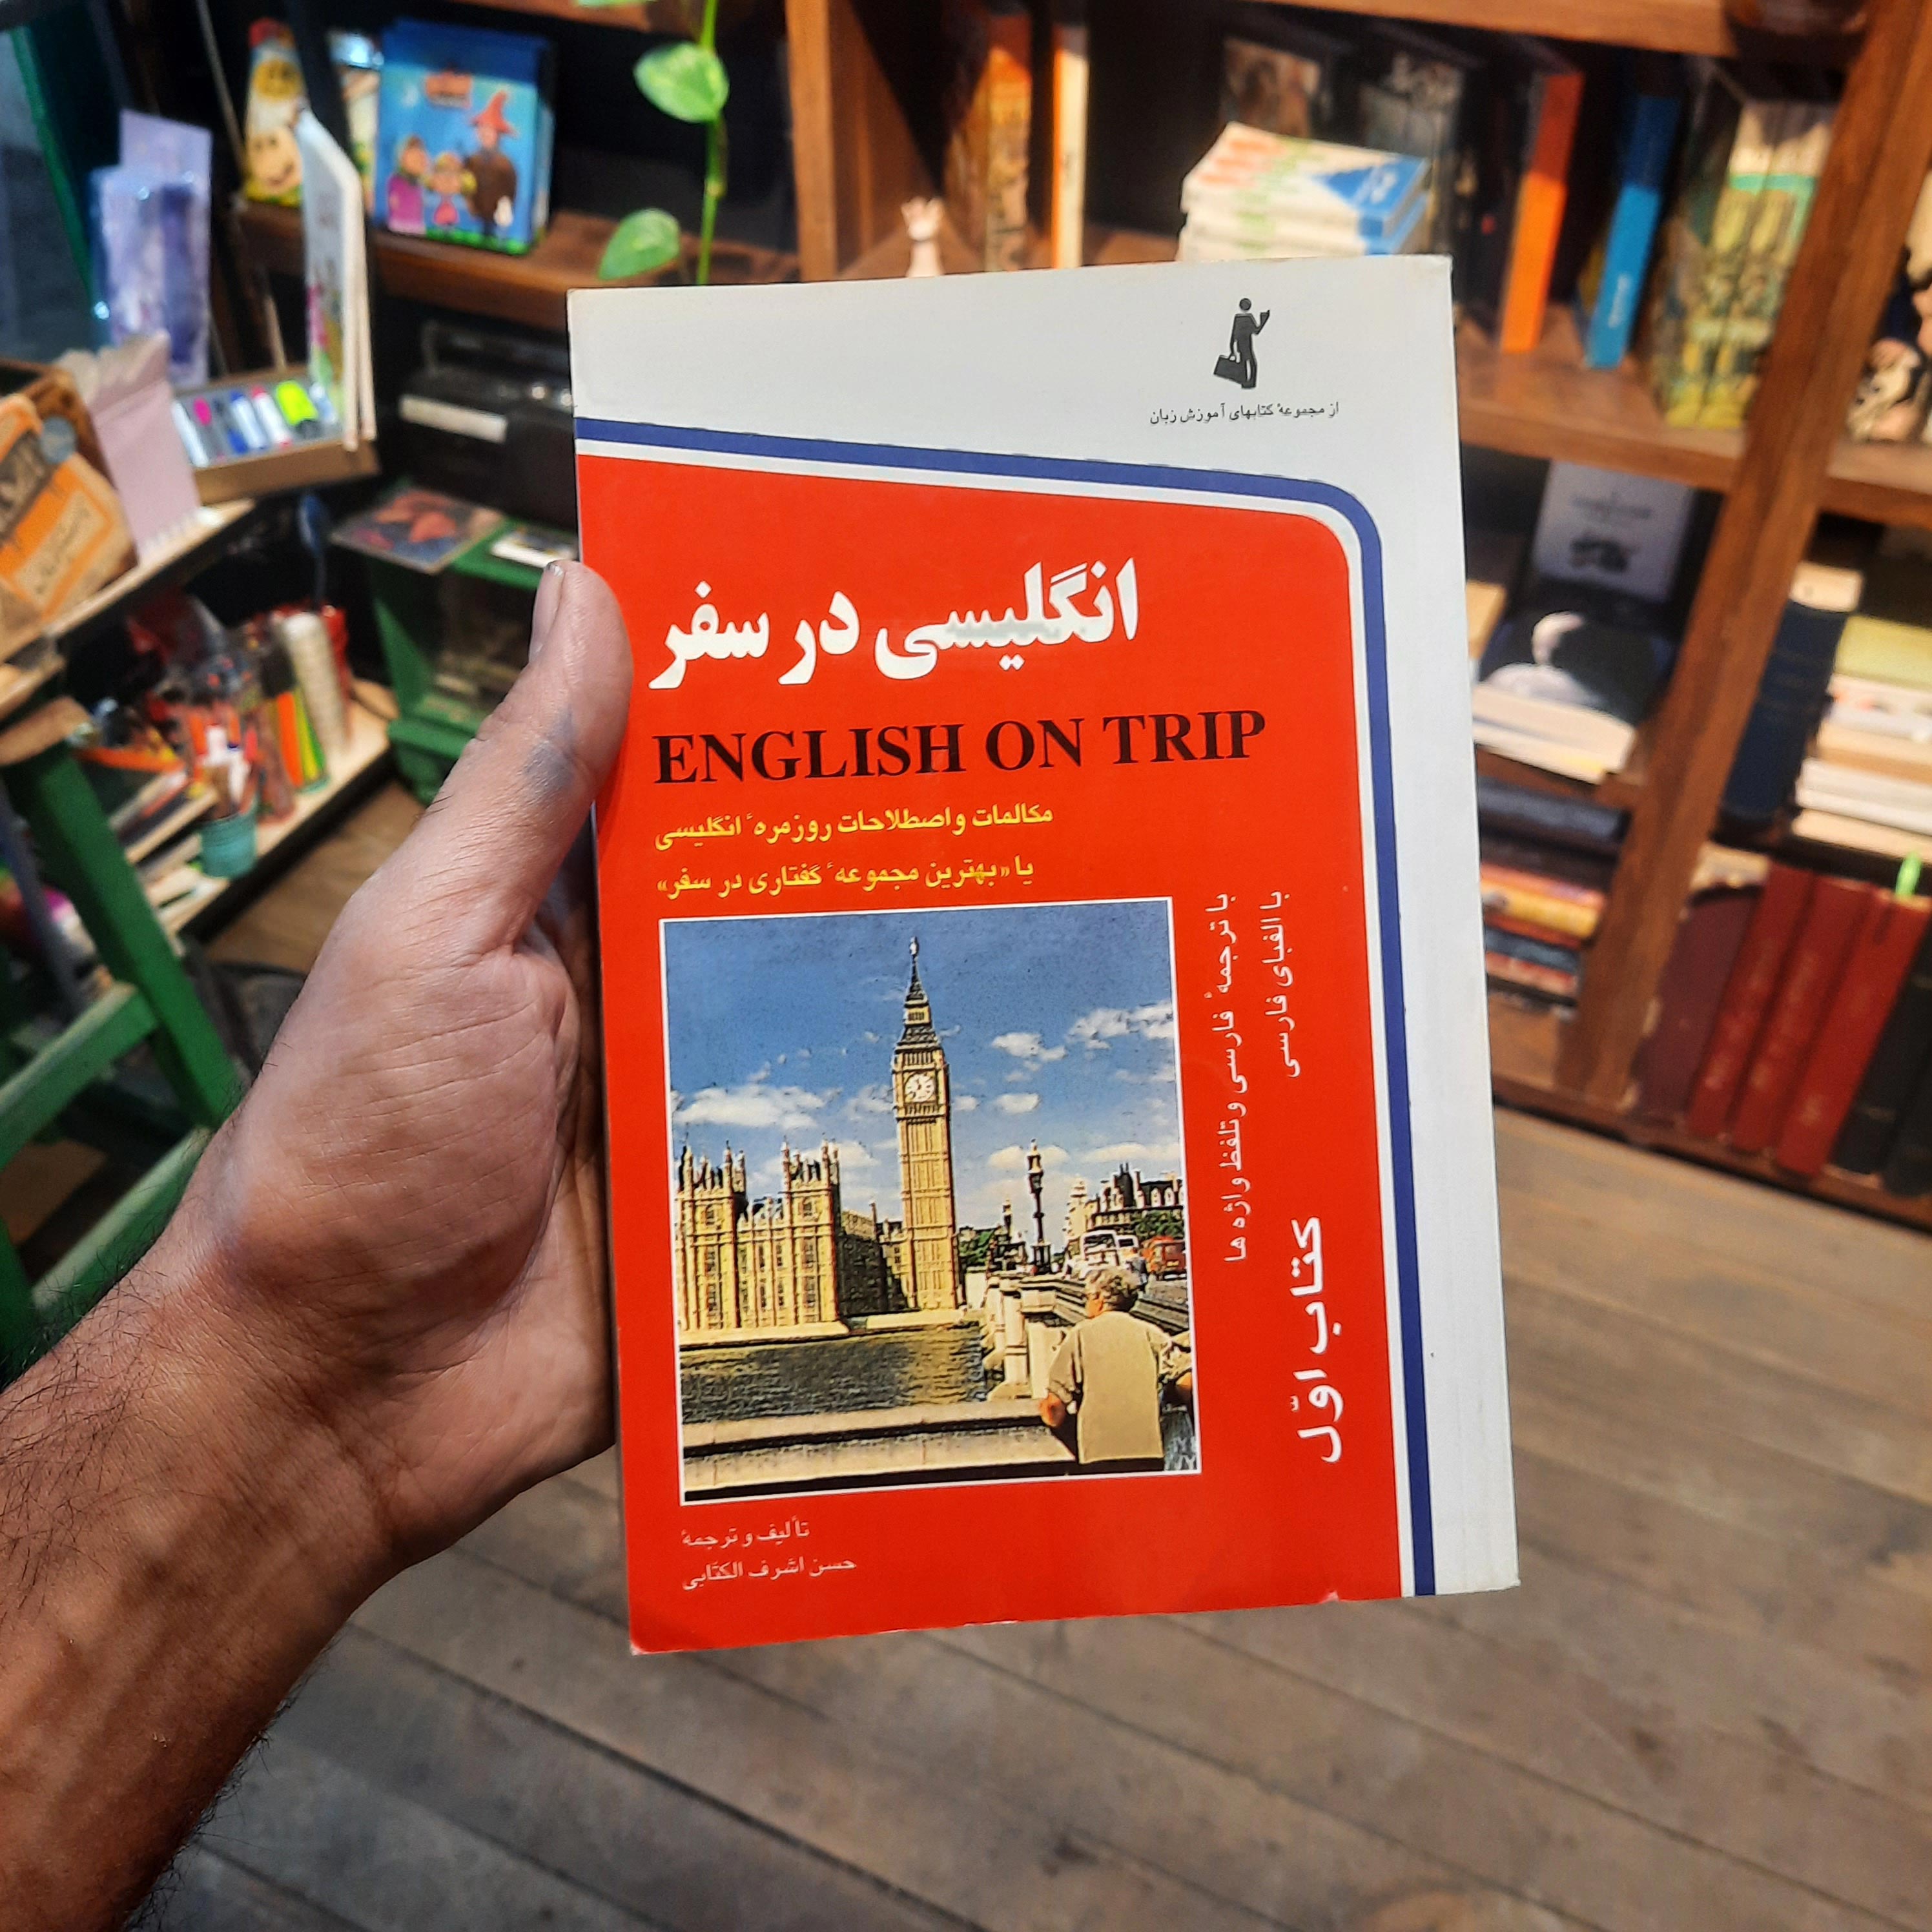 از مجموعهٔ کتابهای آموزش زبان
انگلیسی در سفر
ENGLISH ON TRIP
مکالمات و اصطلاحات روزمرهٔ انگلیسی
یا «بهترین مجموعهٔ گفتاری در سفر»
با ترجمهٔ فارسی و تلفظ واژه ها
با الفبای فارسی
کتاب اوّل
تألیف و ترجمهٔ
حسن اشرف الکتابی